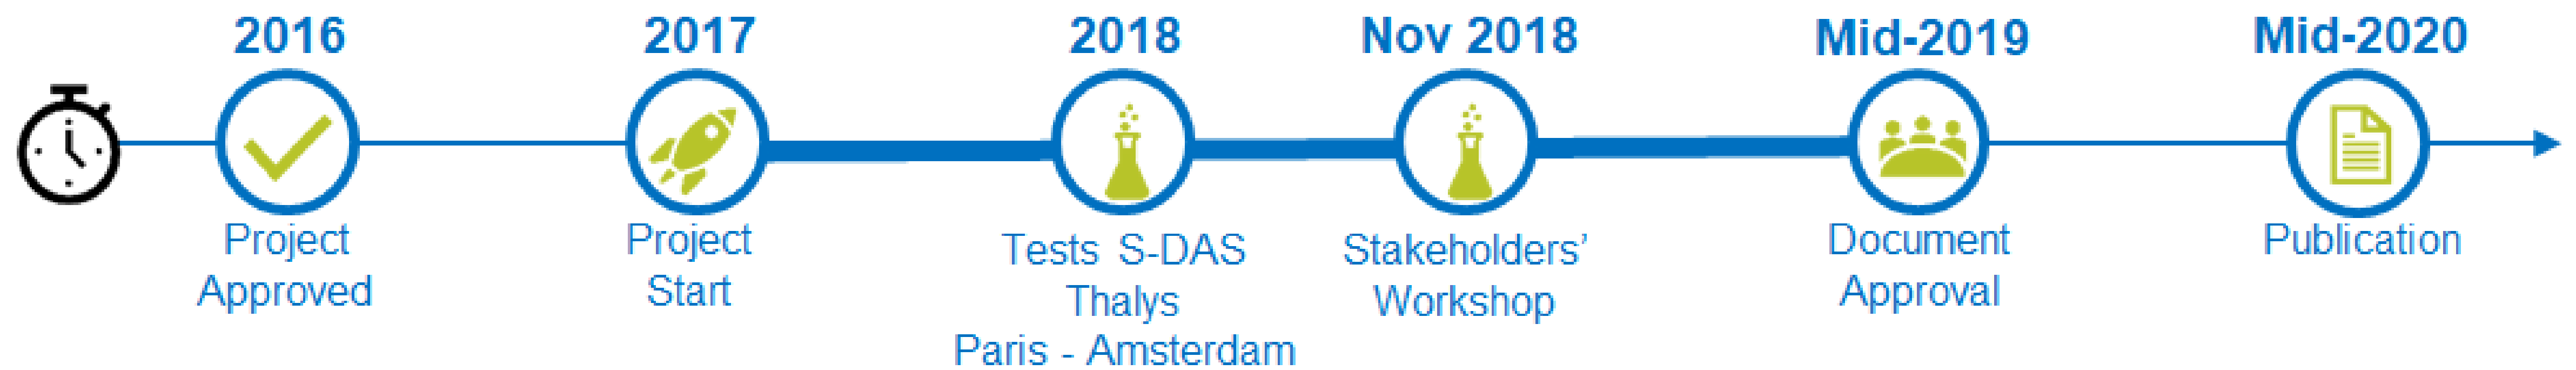 2016
Project
Approved
2017
Project
Start
2018
Tests S-DAS
Thalys
Paris - Amsterdam
Nov 2018
Stakeholders’
Workshop
Mid-2019
Document
Approval
Mid-2020
Publication